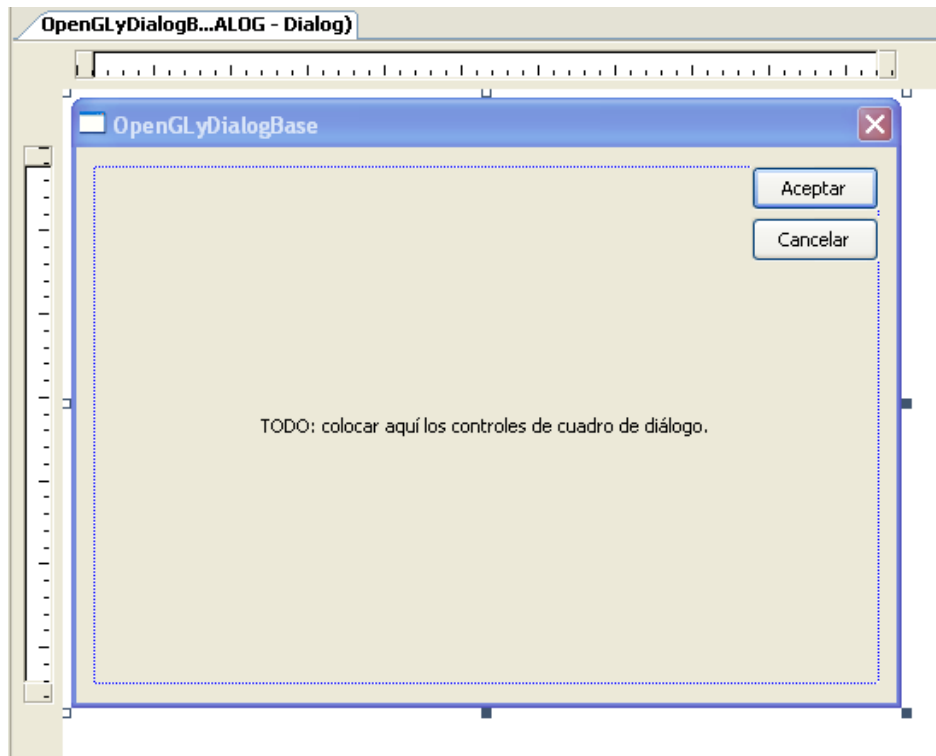 OpenGLyDialogB...ALOG - Dialog)
OpenGLyDialogBase
Aceptar
Cancelar
TODO: colocar aquí los controles de cuadro de diálogo.